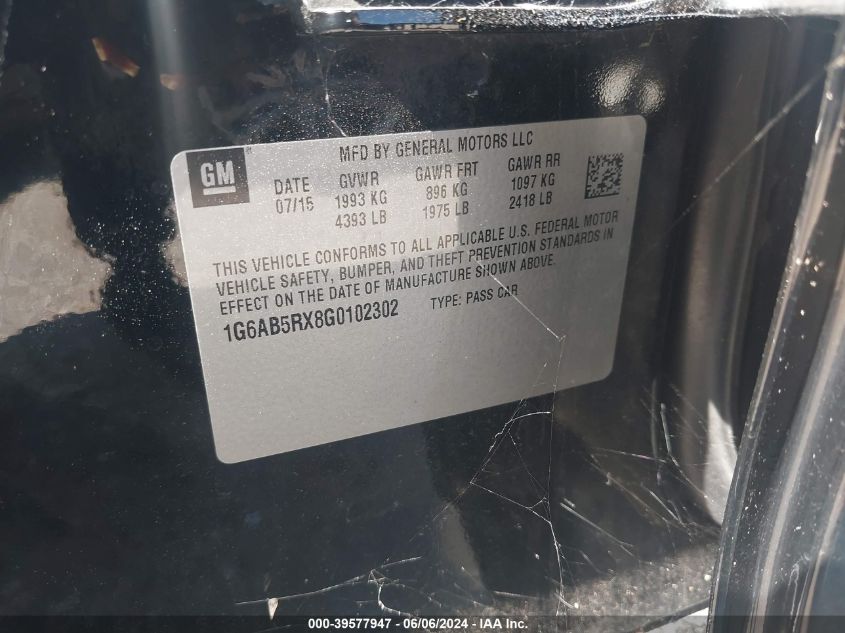 GM
MFD BY GENERAL MOTORS LLC
DATE GVWR GAWR FRT GAWR RR
07/15 1993 KG 896 KG 1097 KG
4393 LB 1975 LB 2418 LB
THIS VEHICLE CONFORMS TO ALL APPLICABLE U.S. FEDERAL MOTOR
VEHICLE SAFETY, BUMPER, AND THEFT PREVENTION STANDARDS IN
EFFECT ON THE DATE OF MANUFACTURE SHOWN ABOVE.
1G6AB5RX8G0102302 TYPE: PASS CAR
000-39577947 - 06/06/2024 - IAA Inc.